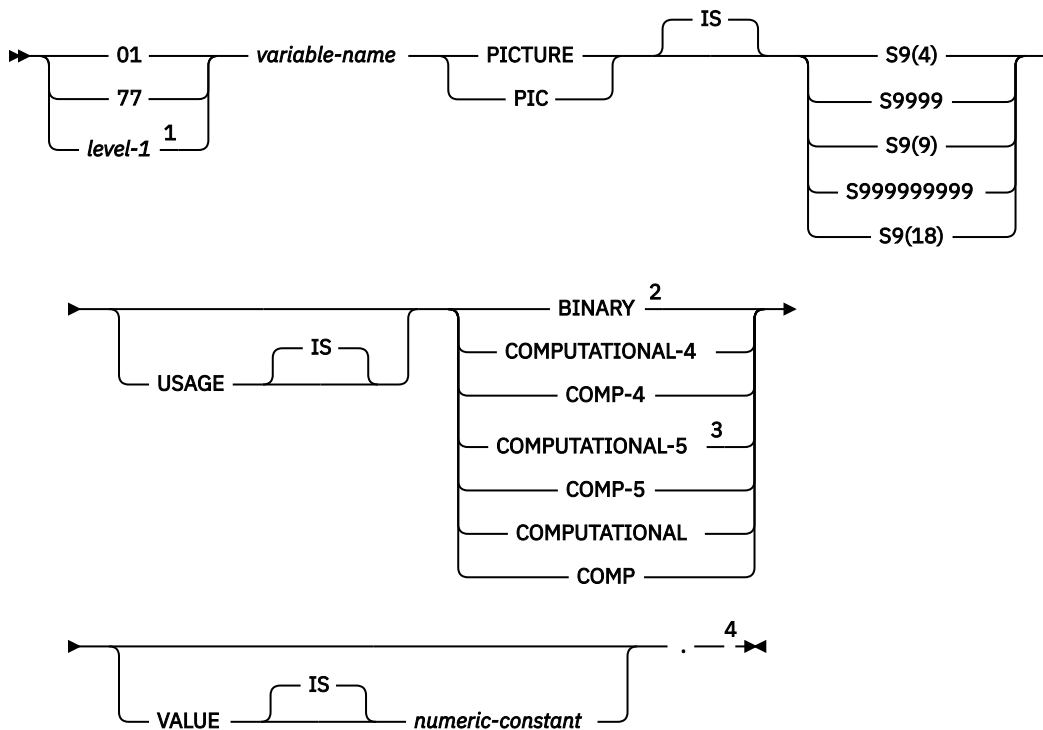 IS
01 variable-name PICTURE S9(4)
77 PIC S9999
level-1 1 S9(9)
S999999999
S9(18)
BINARY 2
IS COMPUTATIONAL-4
USAGE COMP-4
COMPUTATIONAL-5 3
COMP-5
COMPUTATIONAL
COMP
. 4
IS
VALUE numeric-constant